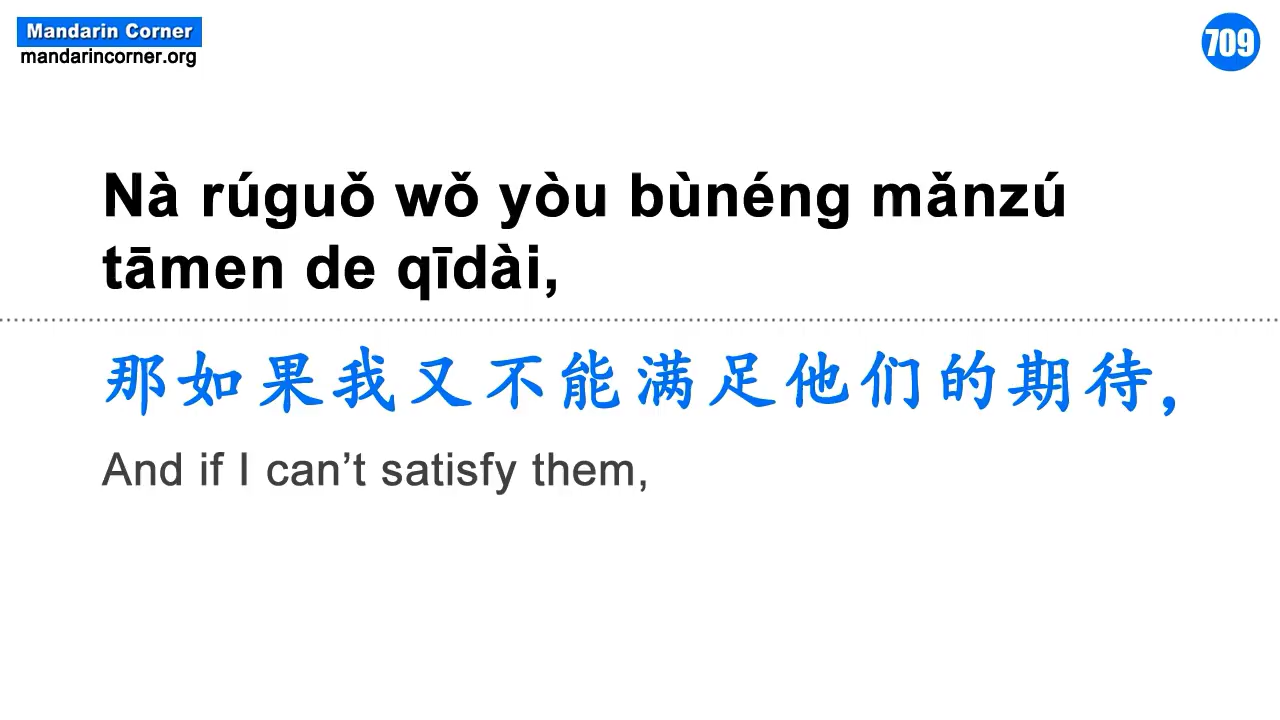 Mandarin Corner
mandarincorner.org
709
Nà rúguǒ wǒ yòu bùnéng mǎnzú
tāmen de qīdài,
那如果我又不能满足他们的期待，
And if I can’t satisfy them,